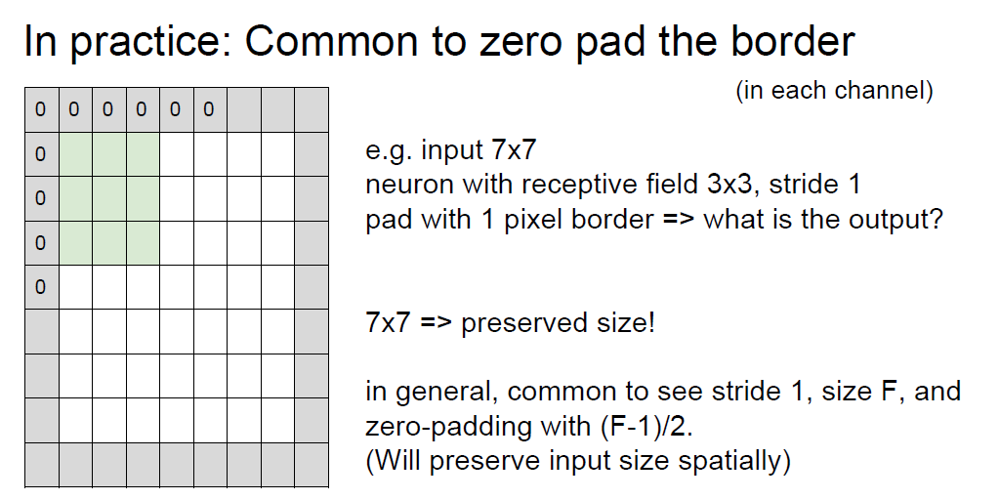 In practice: Common to zero pad the border
(in each channel)
0 0 0 0 0 0
0
0
0
0
e.g. input 7x7
neuron with receptive field 3x3, stride 1
pad with 1 pixel border => what is the output?
7x7 => preserved size!
in general, common to see stride 1, size F, and
zero-padding with (F-1)/2.
(Will preserve input size spatially)